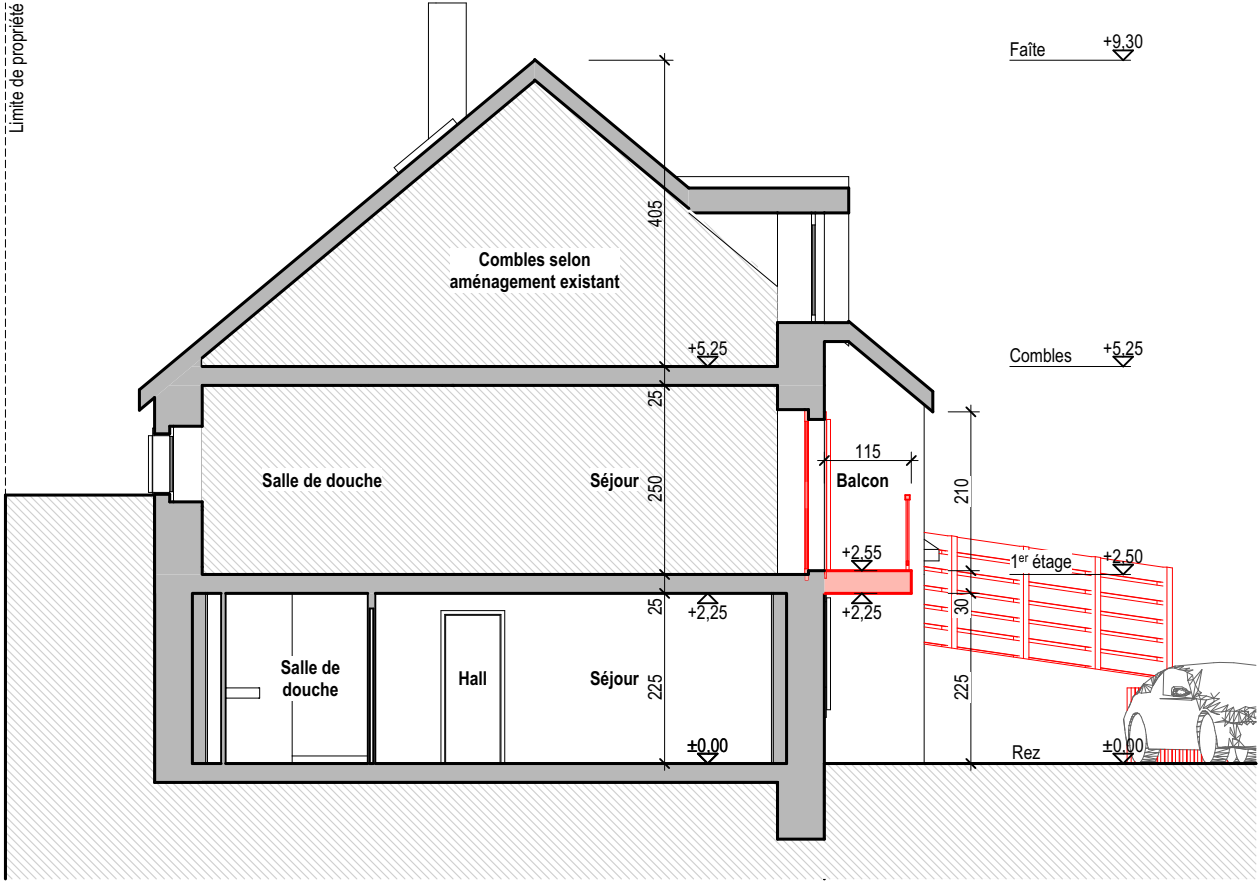 Limite de propriété
Faîte
+9,30
405
Combles selon
aménagement existant
+5,25
Combles
+5,25
25
115
Salle de douche
Séjour
250
Balcon
210
+2,55
1er étage
+2,50
25
+2,25
+2,25
30
Salle de
douche
Hall
Séjour
225
225
±0,00
Rez
±0,00